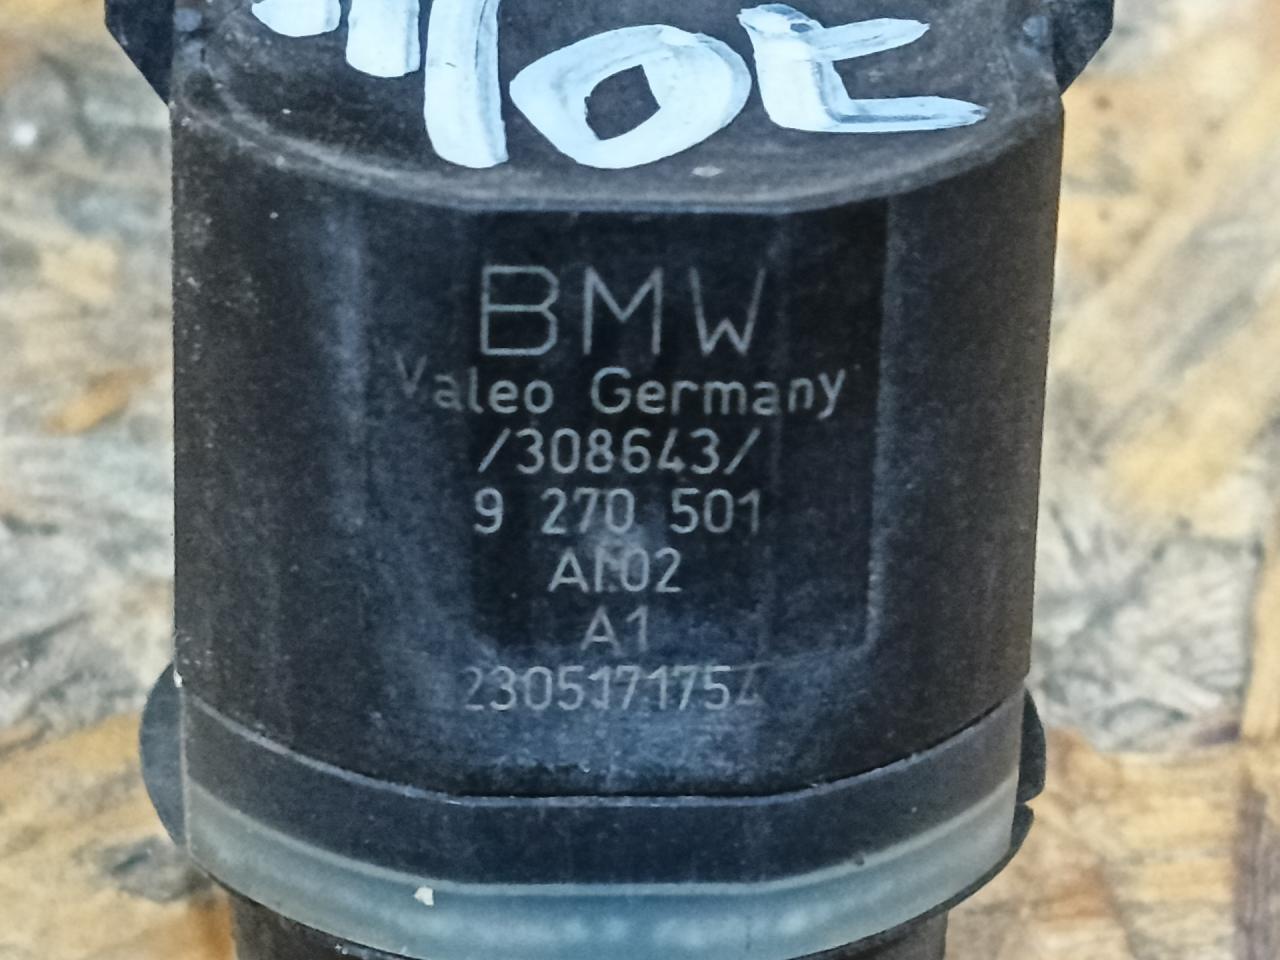 BMW
Valeo Germany
/308643/
9 270 501
AI:02
A1
2305171754